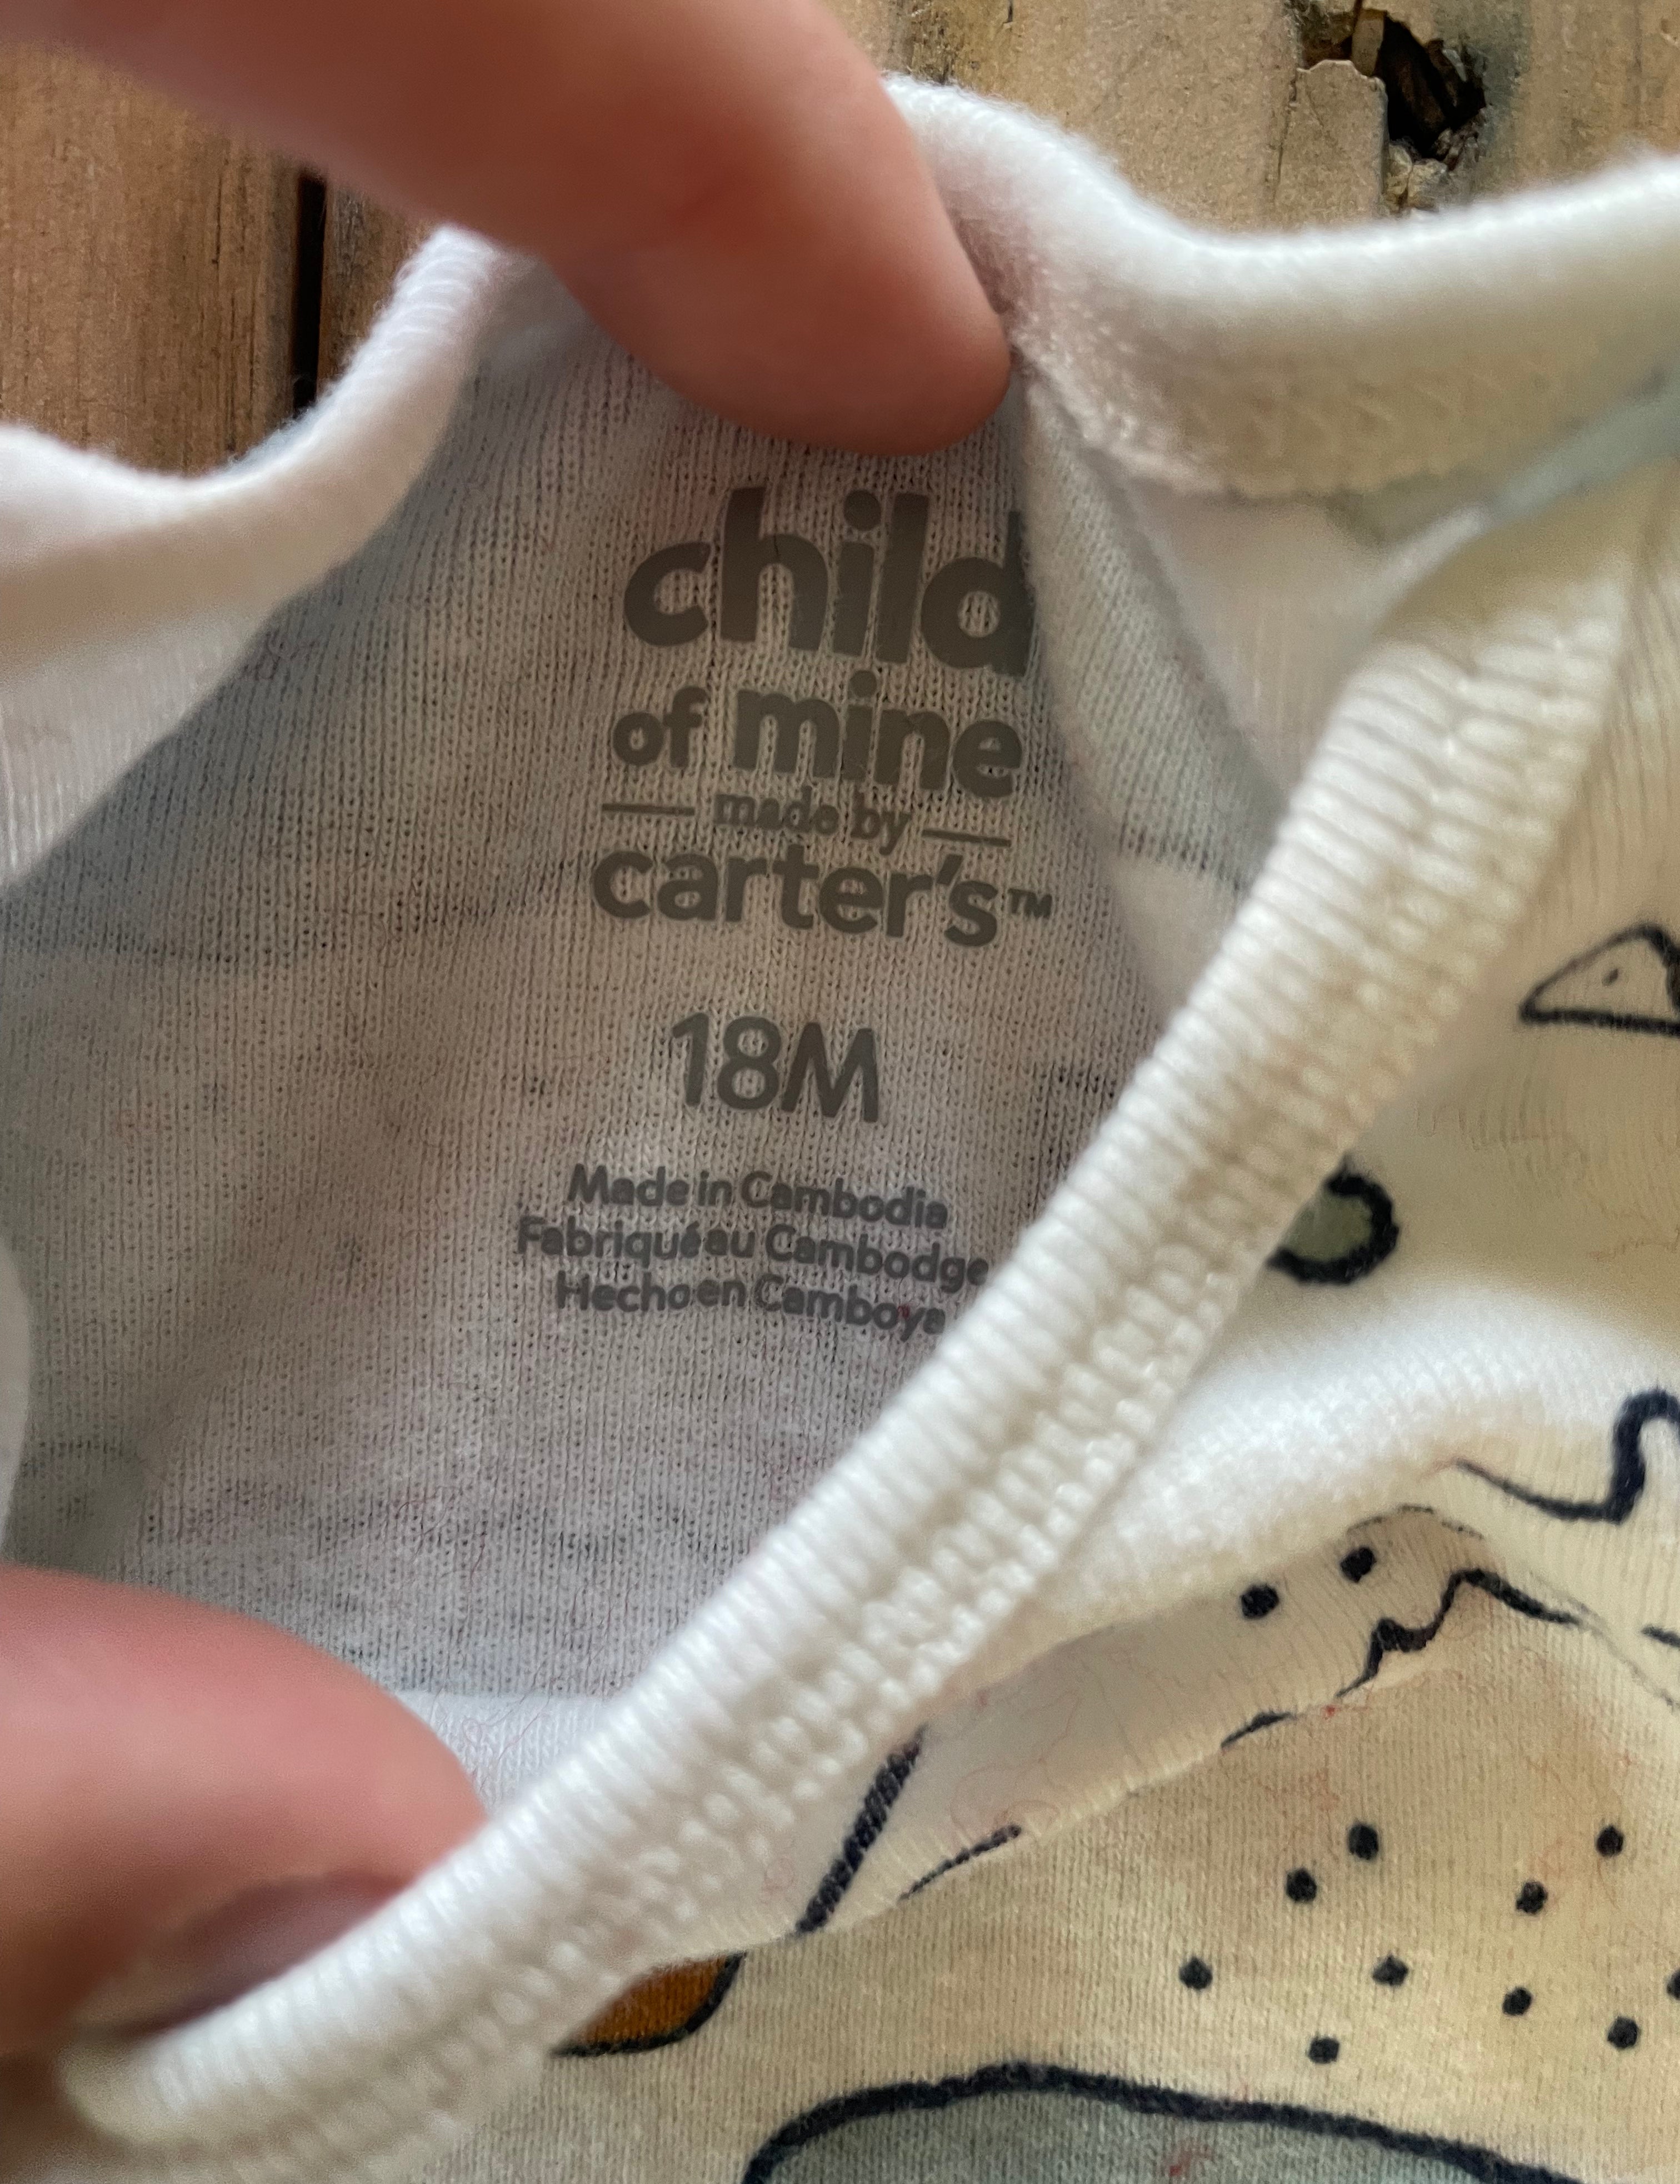 child
of mine
made by
carter's™
18M
Made in Cambodia
Fabriqué au Cambodge
Hecho en Camboya